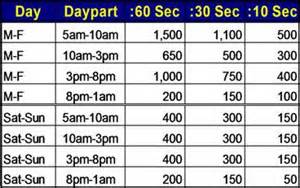 Day Daypart :60 Sec :30 Sec :10 Sec
M-F 5am-10am 1,500 1,100 500
M-F 10am-3pm 650 500 300
M-F 3pm-8pm 1,000 750 400
M-F 8pm-1am 200 150 100
Sat-Sun 5am-10am 400 300 150
Sat-Sun 10am-3pm 400 300 150
Sat-Sun 3pm-8pm 400 300 150
Sat-Sun 8pm-1am 200 150 50